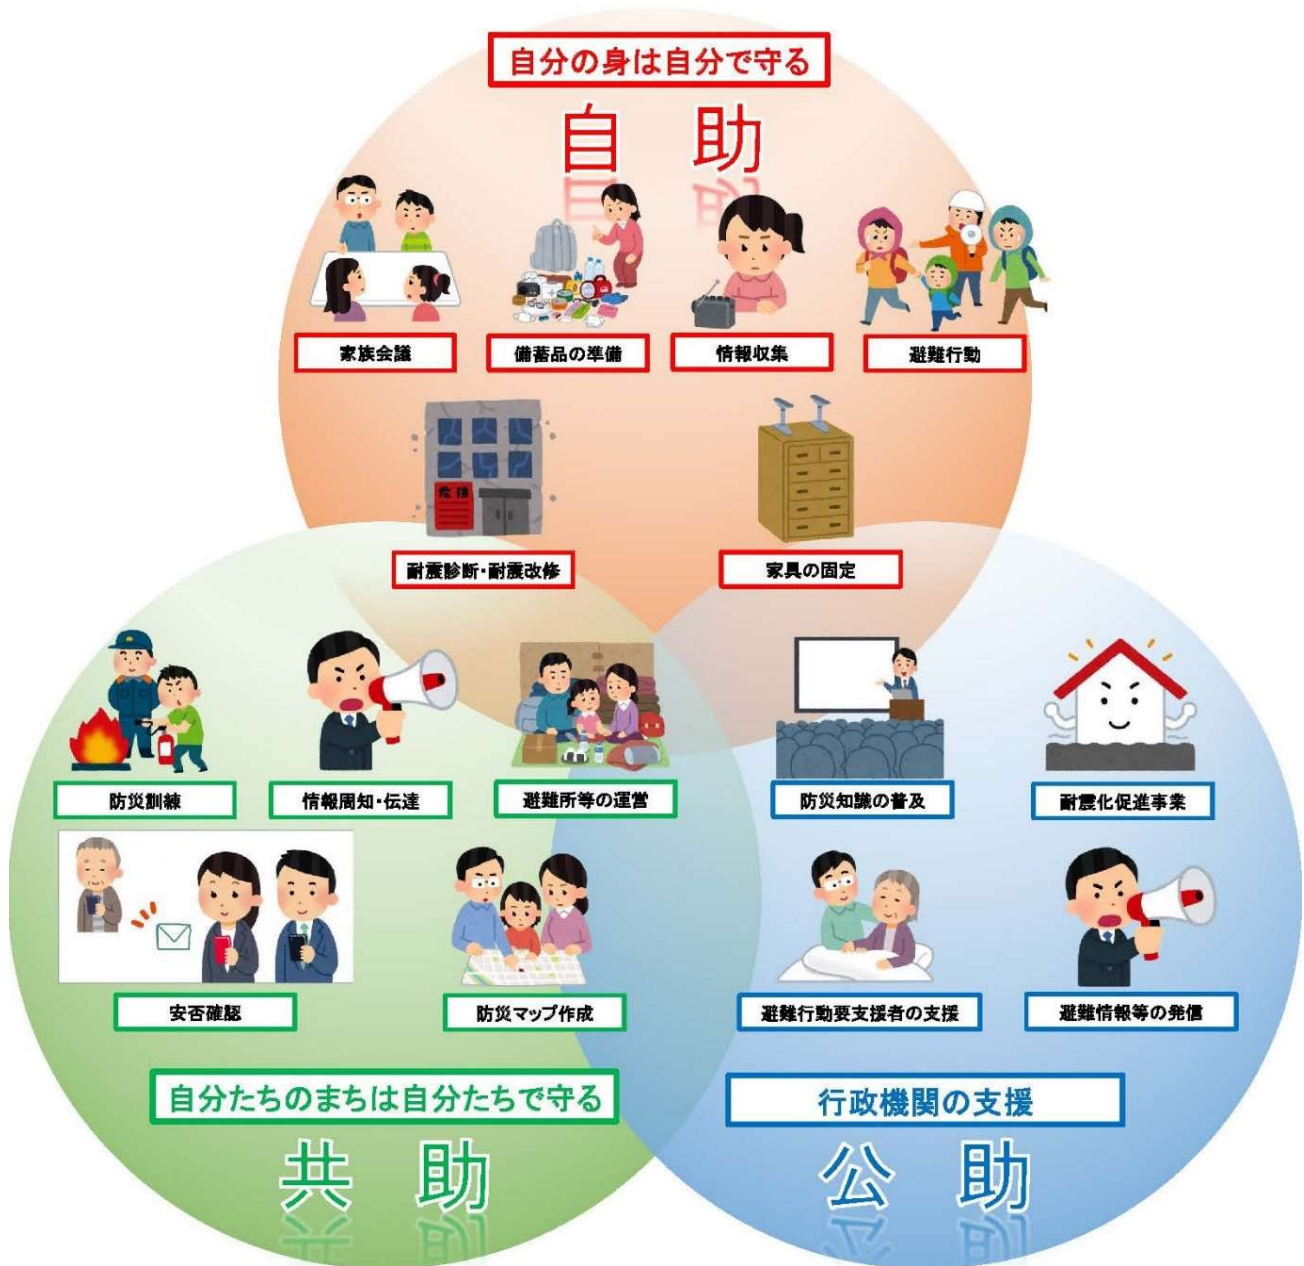 自分の身は自分で守る
自助
家族会議
備蓄品の準備
情報収集
避難行動
危険
耐震診断・耐震改修
家具の固定
防災訓練
情報周知・伝達
避難所等の運営
防災知識の普及
耐震化促進事業
安否確認
防災マップ作成
避難行動要支援者の支援
避難情報等の発信
自分たちのまちは自分たちで守る
共助
行政機関の支援
公助